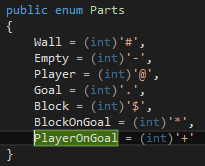 public enum Parts
{
Wall = (int)'#',
Empty = (int)'-',
Player = (int)'@',
Goal = (int)'.',
Block = (int)'$',
BlockOnGoal = (int)'*',
PlayerOnGoal = (int)'+'
}